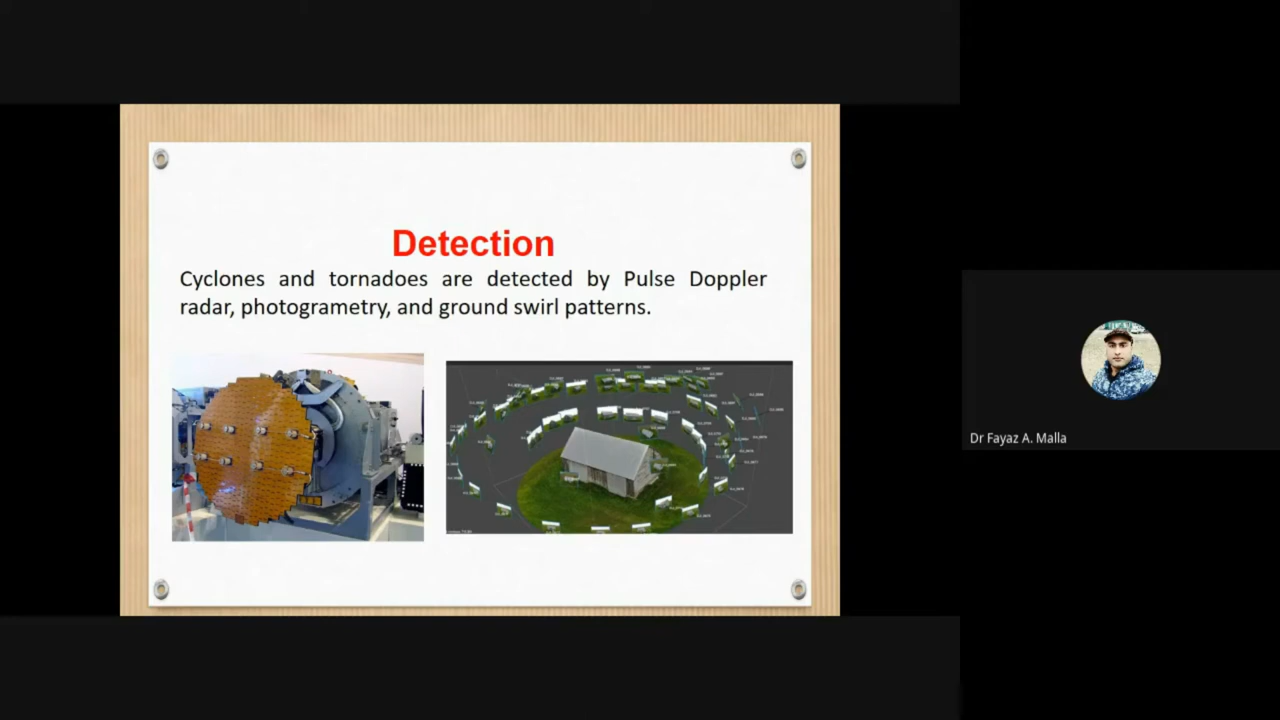 Detection
Cyclones and tornadoes are detected by Pulse Doppler
radar, photogrametry, and ground swirl patterns.
Dr Fayaz A. Malla